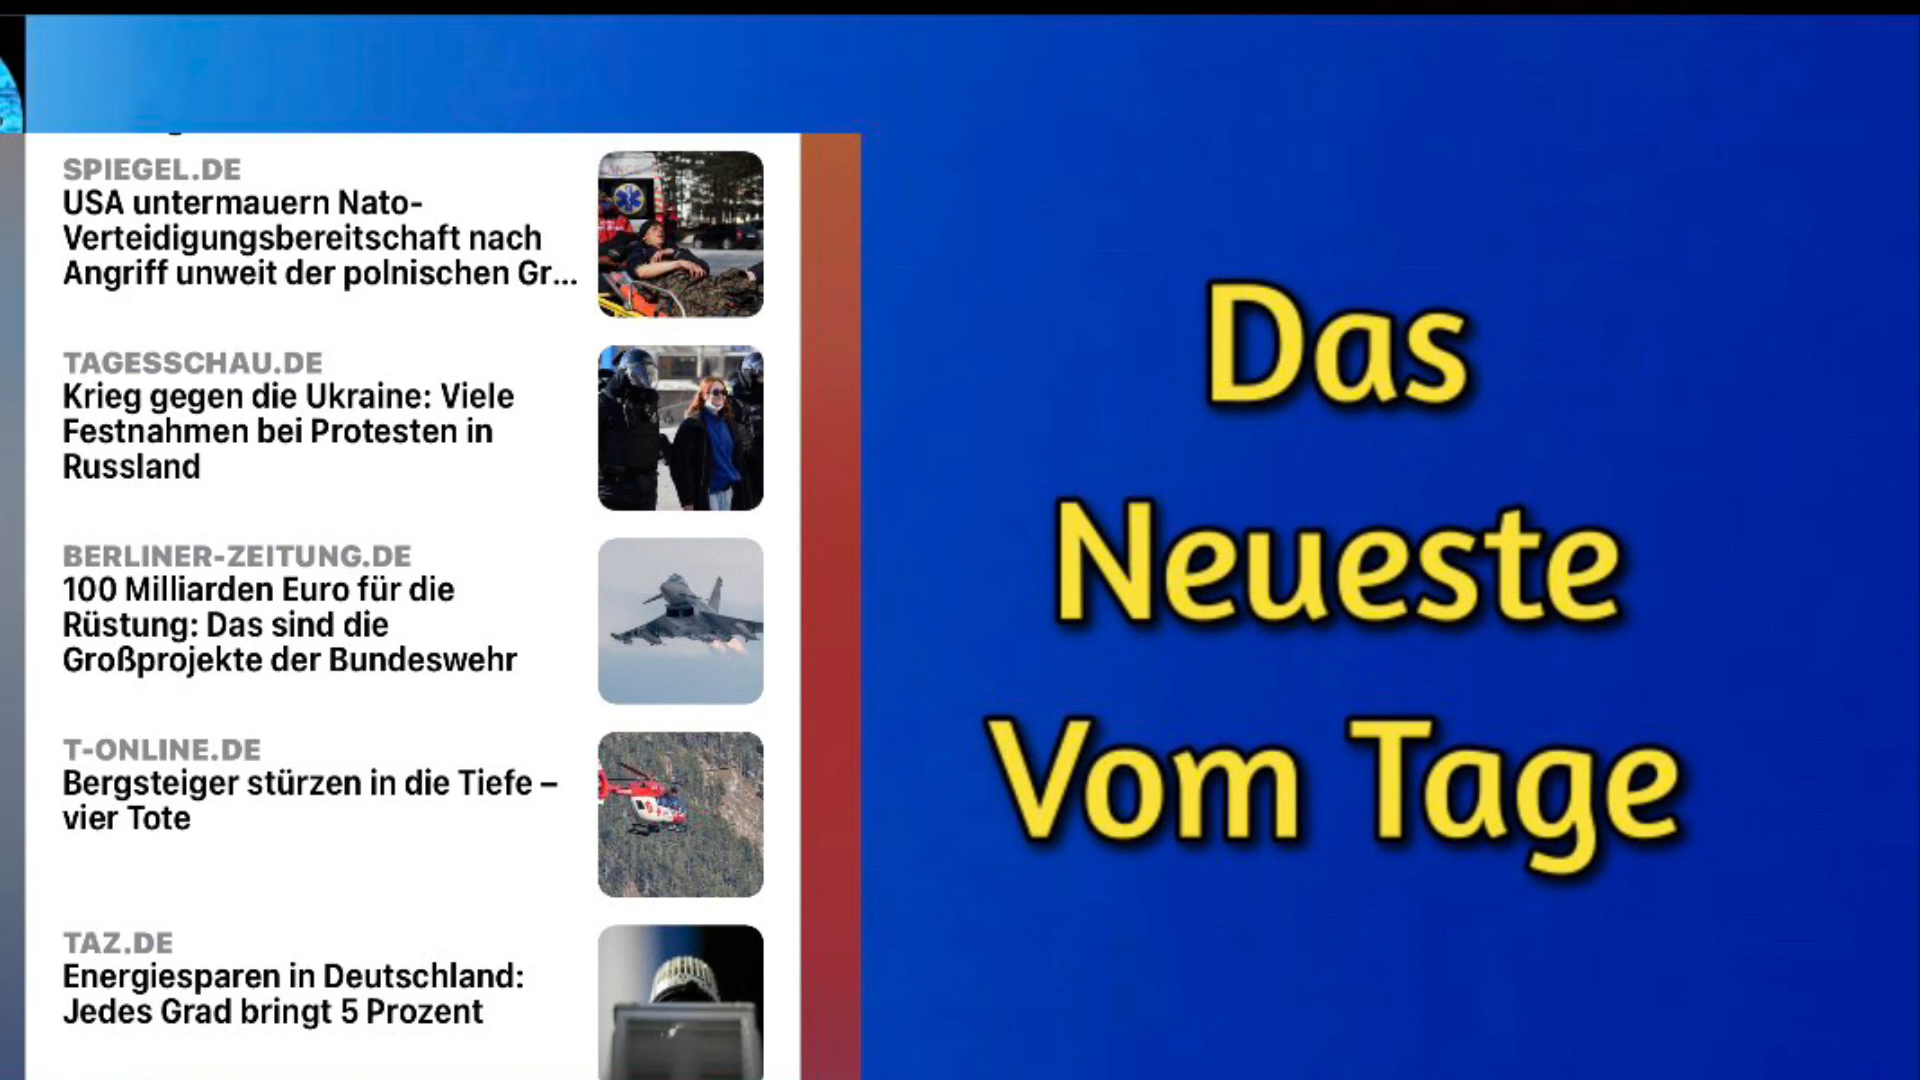 SPIEGEL.DE
USA untermauern Nato-
Verteidigungsbereitschaft nach
Angriff unweit der polnischen Gr...
TAGESSCHAU.DE
Krieg gegen die Ukraine: Viele
Festnahmen bei Protesten in
Russland
BERLINER-ZEITUNG.DE
100 Milliarden Euro für die
Rüstung: Das sind die
Großprojekte der Bundeswehr
T-ONLINE.DE
Bergsteiger stürzen in die Tiefe –
vier Tote
TAZ.DE
Energiesparen in Deutschland:
Jedes Grad bringt 5 Prozent
Das
Neueste
Vom Tage